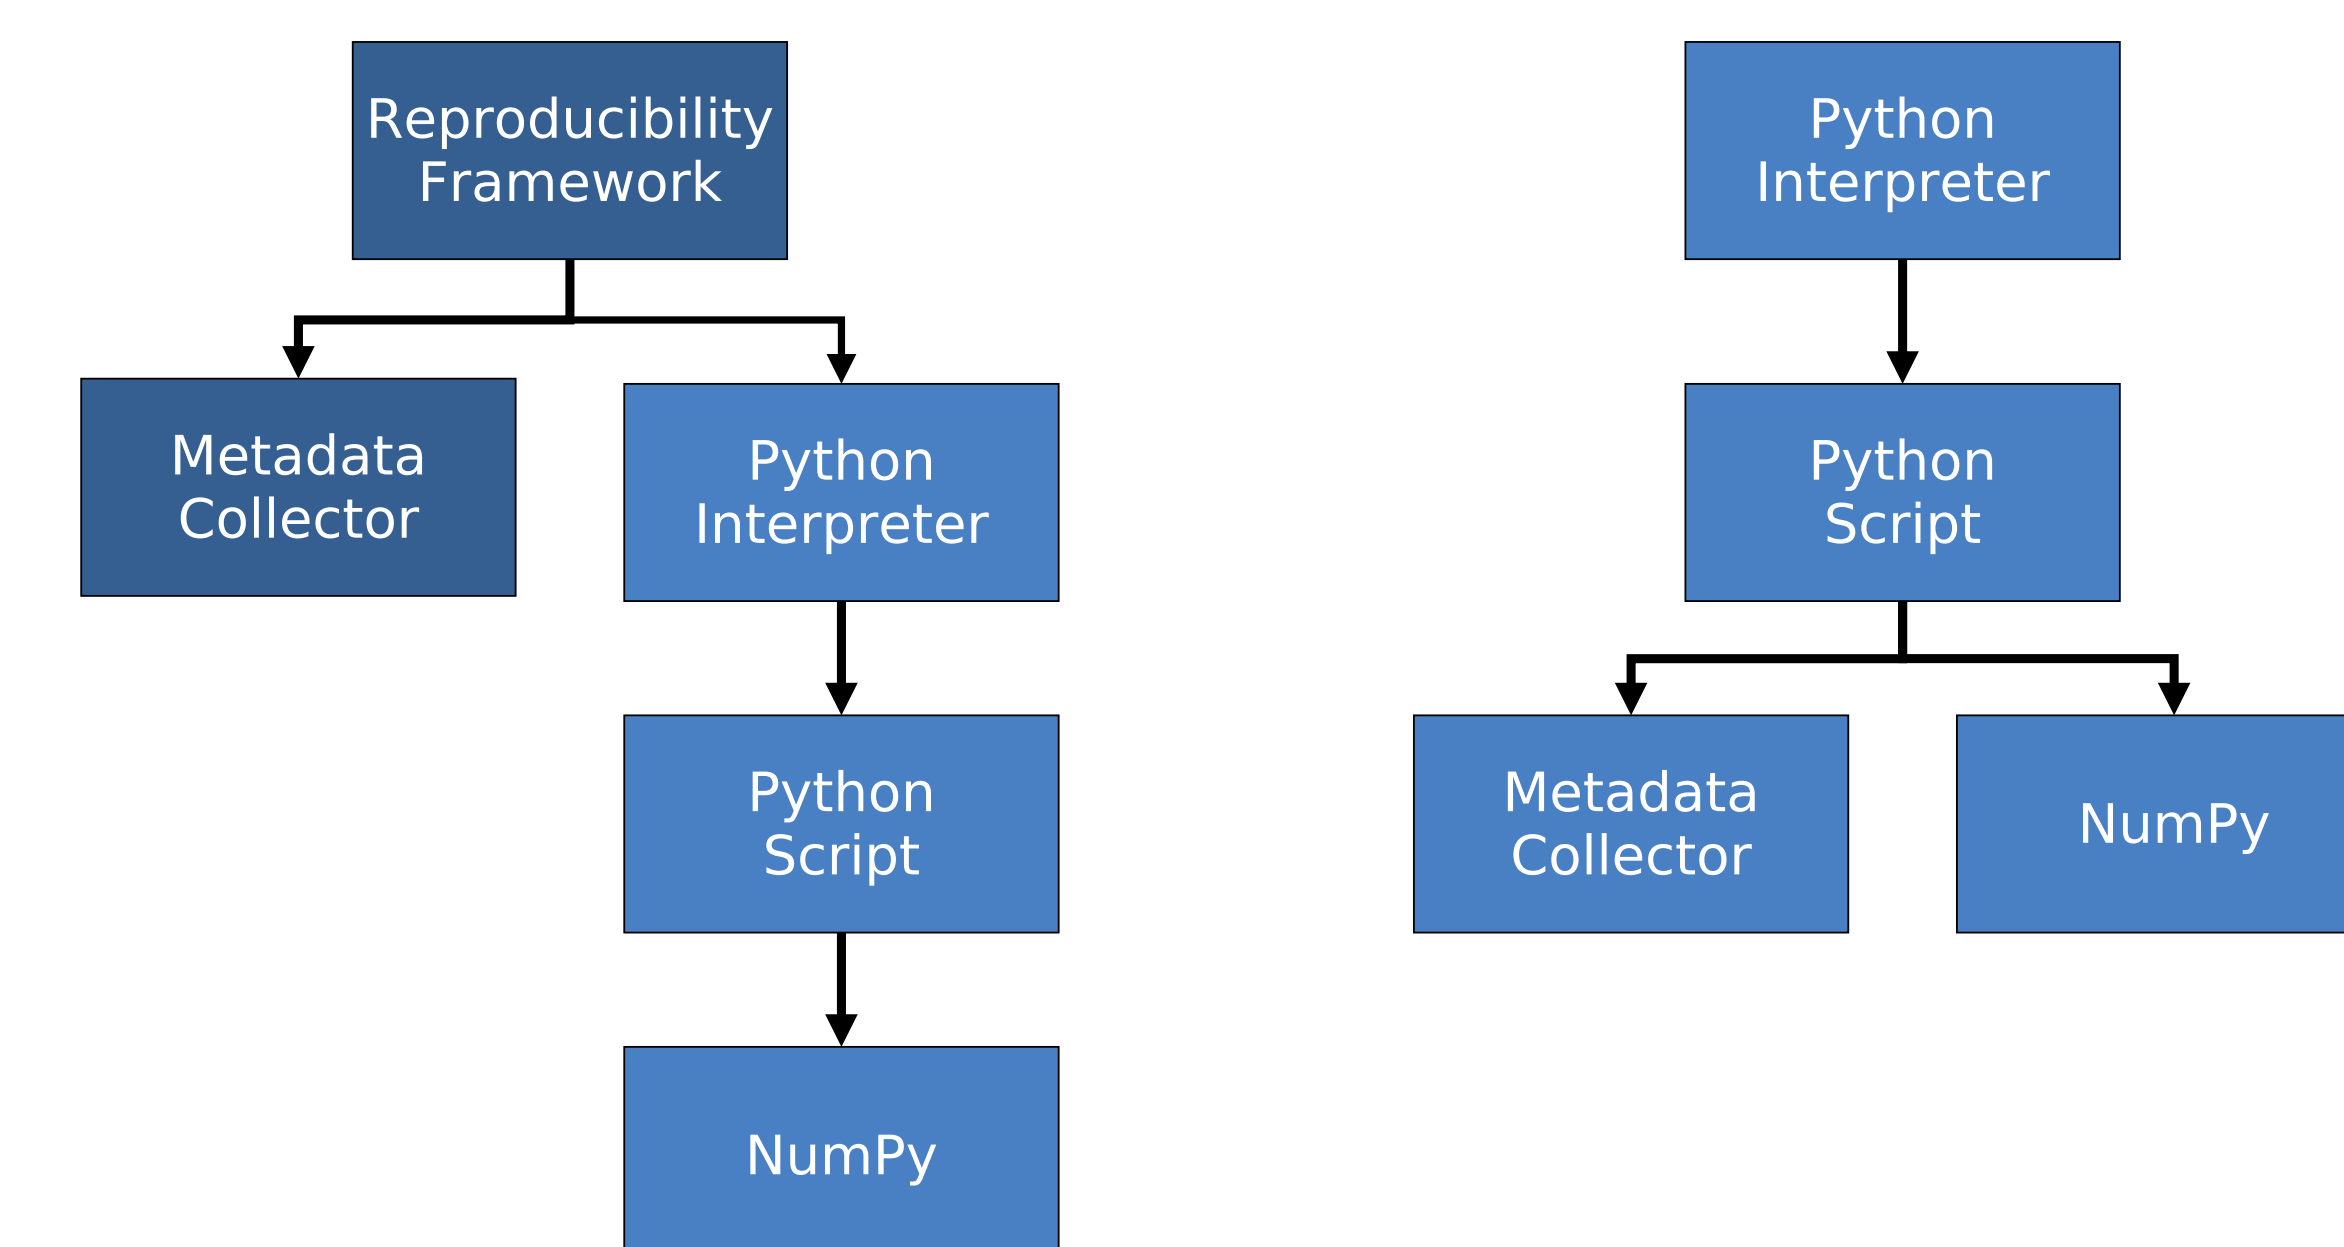 Reproducibility
Framework
Metadata
Collector
Python
Interpreter
Python
Script
NumPy
Python
Interpreter
Python
Script
Metadata
Collector
NumPy